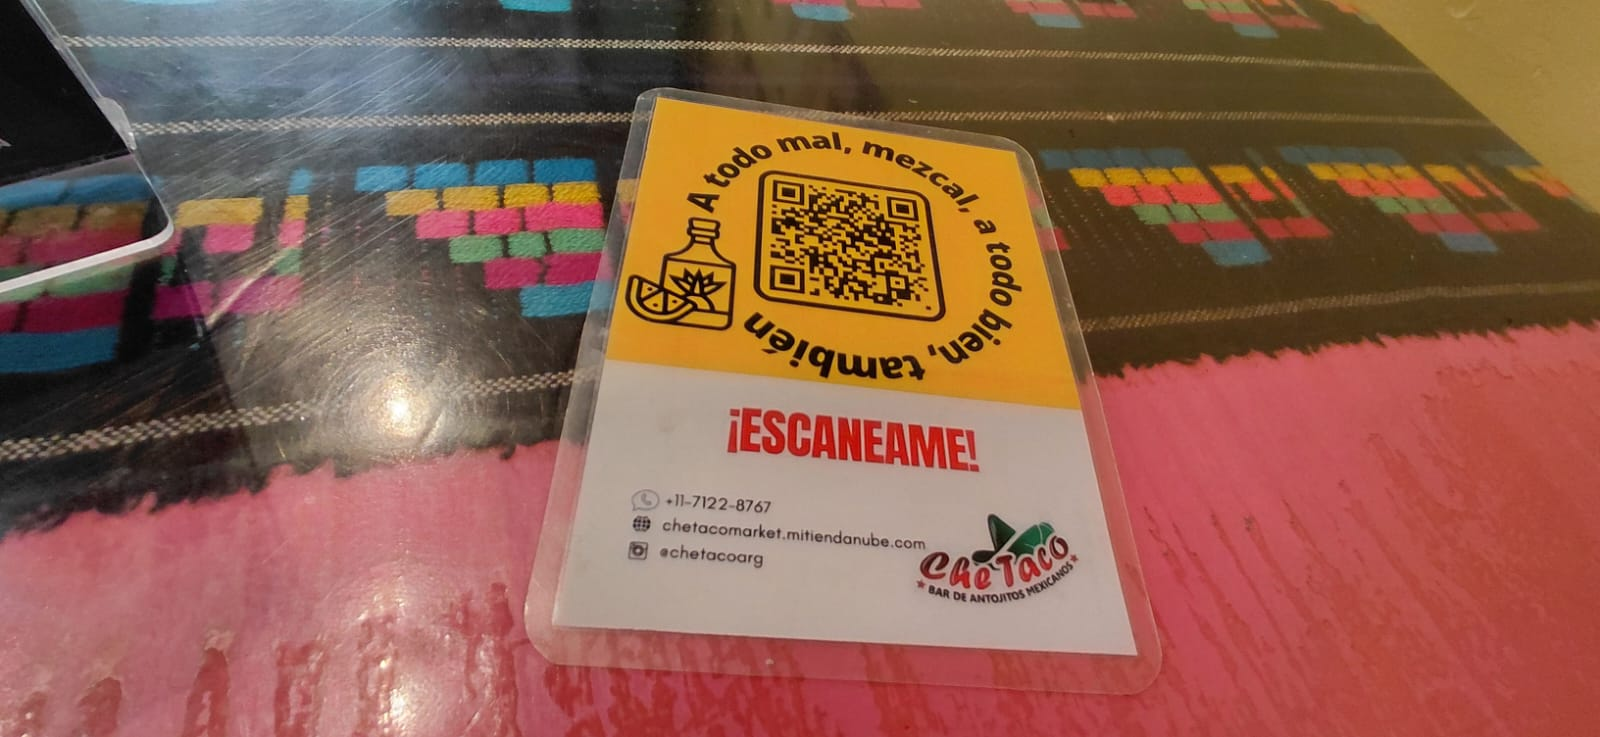 A todo mal, mezcal, a todo bien, también
¡ESCANEAME!
+11-7122-8767
chetacomarket.mitiendanube.com
@chetacoarg
Che Taco
BAR DE ANTOJITOS MEXICANOS